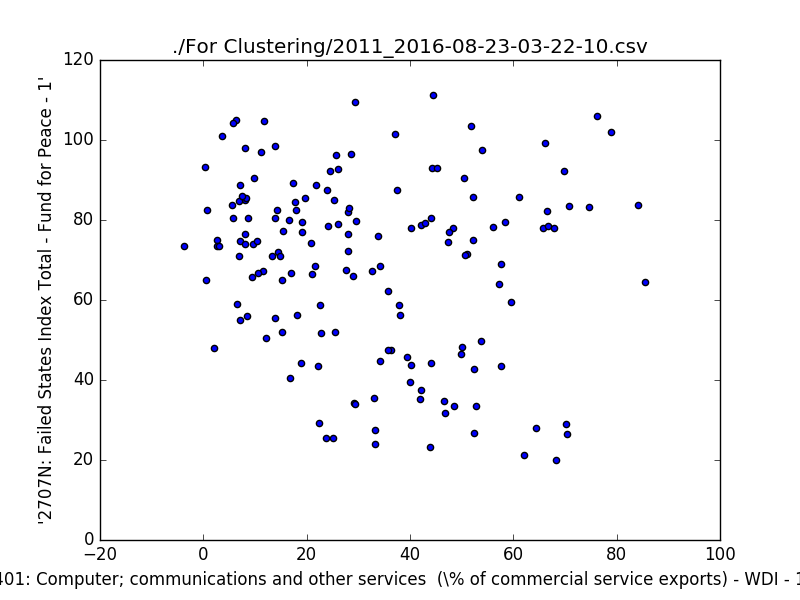 ./For Clustering/2011_2016-08-23-03-22-10.csv
120
100
80
60
40
20
0
'2707N: Failed States Index Total - Fund for Peace - 1'
−20 0 20 40 60 80 100
401: Computer; communications and other services (\% of commercial service exports) - WDI - 1